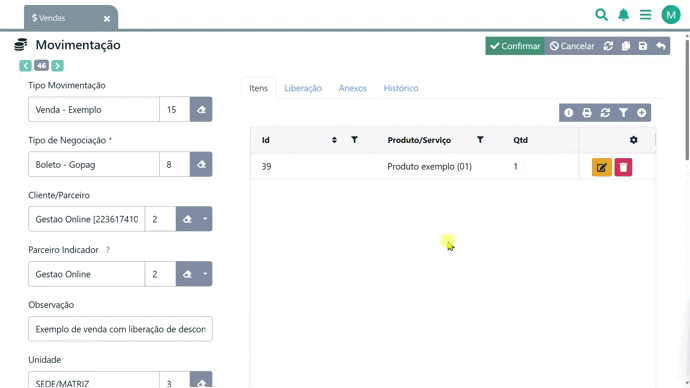 $ Vendas ×
M
Movimentação
Confirmar Cancelar
46
Tipo Movimentação
Venda - Exemplo 15
Tipo de Negociação *
Boleto - Gopag 8
Cliente/Parceiro
Gestao Online [223617410 2
Parceiro Indicador ?
Gestao Online 2
Observação
Exemplo de venda com liberação de descon
Unidade
SEDE/MATRIZ 3
Itens Liberação Anexos Histórico
Id Produto/Serviço Qtd
39 Produto exemplo (01) 1